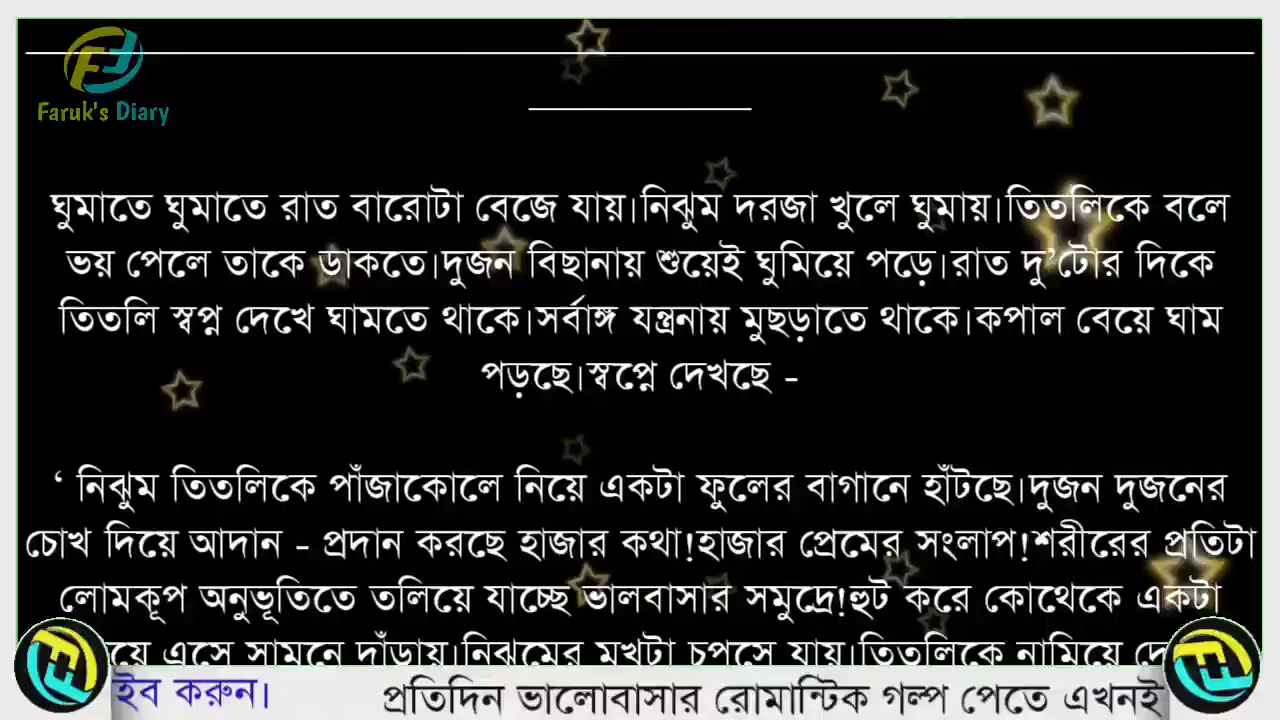 Faruk's Diary
ঘুমাতে ঘুমাতে রাত বারোটা বেজে যায়।নিঝুম দরজা খুলে ঘুমায়।তিতলিকে বলে
ভয় পেলে তাকে ডাকতে।দুজন বিছানায় শুয়েই ঘুমিয়ে পড়ে।রাত দু’টোর দিকে
তিতলি স্বপ্ন দেখে ঘামতে থাকে।সর্বাঙ্গ যন্ত্রনায় মুছড়াতে থাকে।কপাল বেয়ে ঘাম
পড়ছে।স্বপ্নে দেখছে -
‘ নিঝুম তিতলিকে পাঁজাকোলে নিয়ে একটা ফুলের বাগানে হাঁটছে।দুজন দুজনের
চোখ দিয়ে আদান - প্রদান করছে হাজার কথা!হাজার প্রেমের সংলাপ!শরীরের প্রতিটা
লোমকূপ অনুভূতিতে তলিয়ে যাচ্ছে ভালবাসার সমুদ্রে!হুট করে কোথেকে একটা
এসে সামনে দাঁড়ায়।নিঝুমের মুখটা চুপসে যায়।তিতলিকে নামিয়ে
করুন। প্রতিদিন ভালোবাসার রোমান্টিক গল্প পেতে এখনই